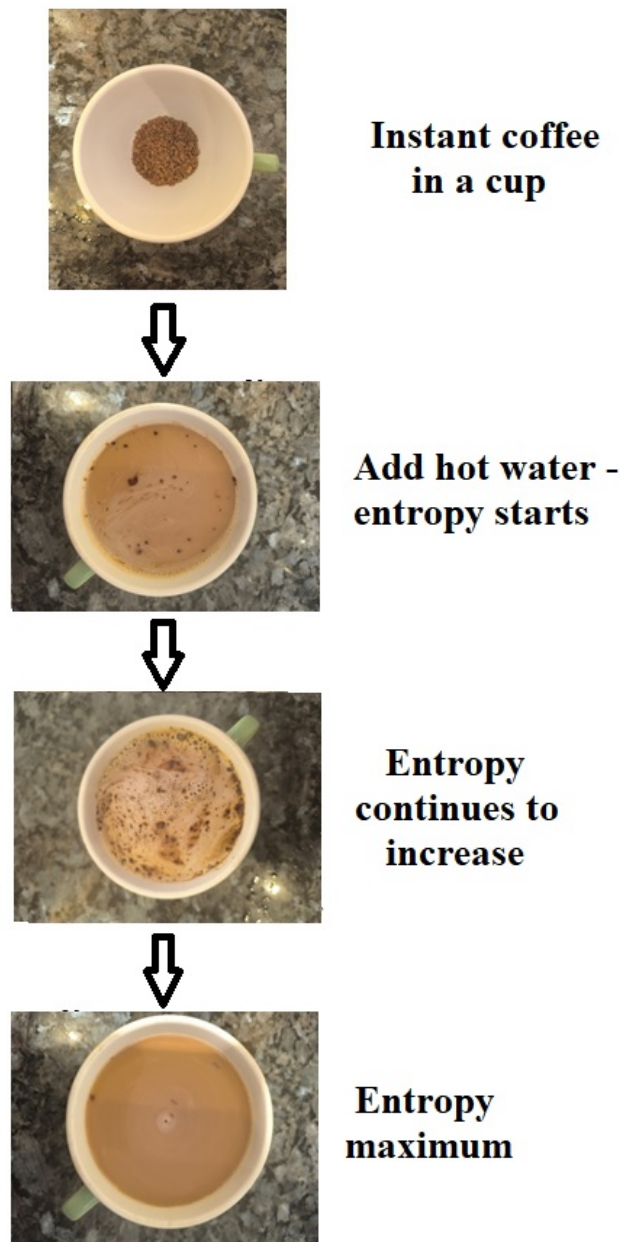 Instant coffee
in a cup
Add hot water -
entropy starts
Entropy
continues to
increase
Entropy
maximum